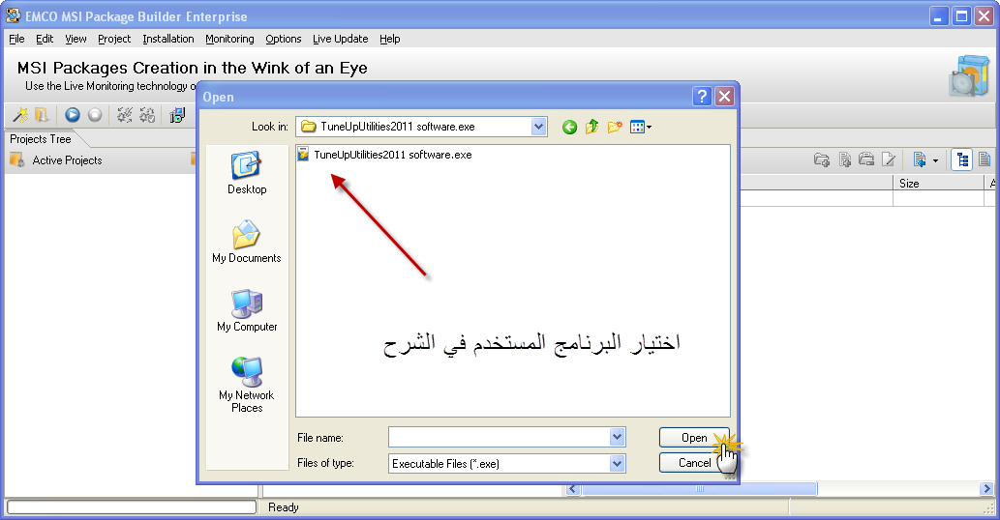 EMCO MSI Package Builder Enterprise
File Edit View Project Installation Monitoring Options Live Update Help
MSI Packages Creation in the Wink of an Eye
Use the Live Monitoring technology o
Open
Look in: TuneUpUtilities2011 software.exe
Projects Tree
Active Projects
TuneUpUtilities2011 software.exe
Size A
Desktop
My Documents
My Computer
My Network
Places
اختيار البرنامج المستخدم في الشرح
File name: Open
Files of type: Executable Files (*.exe) Cancel
Ready